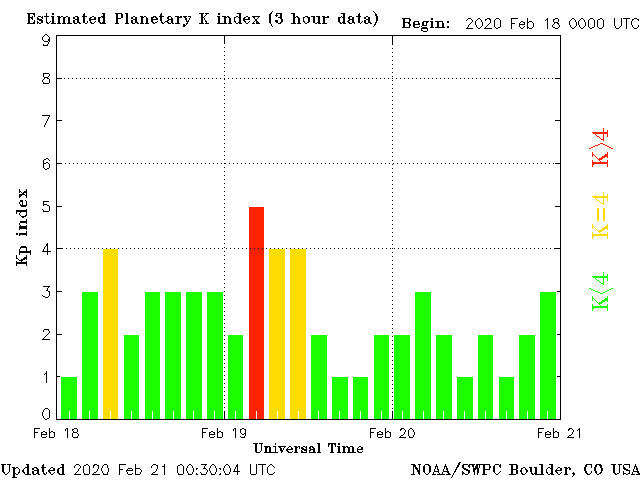 Estimated Planetary K index (3 hour data)
Begin: 2020 Feb 18 0000 UTC
9
8
7
6
5
4
3
2
1
0
Kp index
K>4
K=4
K<4
Feb 18
Feb 19
Feb 20
Feb 21
Universal Time
Updated 2020 Feb 21 00:30:04 UTC
NOAA/SWPC Boulder, CO USA